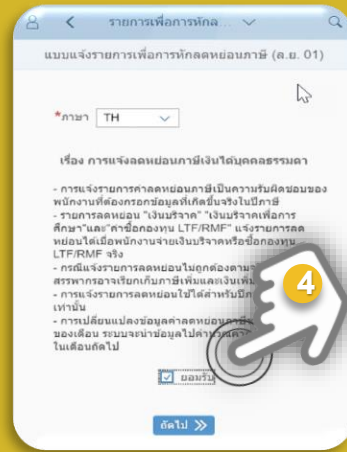 รายการเพื่อการหักล...
แบบแจ้งรายการเพื่อการหักลดหย่อนภาษี (ล.ย. 01)
*ภาษา TH
เรื่อง การแจ้งลดหย่อนภาษีเงินได้บุคคลธรรมดา
- การแจ้งรายการค่าลดหย่อนภาษีเป็นความรับผิดชอบของ
พนักงานที่ต้องกรอกข้อมูลที่เกิดขึ้นจริงในปีภาษี
- รายการลดหย่อน "เงินบริจาค" "เงินบริจาคเพื่อการ
ศึกษา"และ"ค่าซื้อกองทุน LTF/RMF" แจ้งรายการลด
หย่อนได้เมื่อพนักงานจ่ายเงินบริจาคหรือซื้อกองทุน
LTF/RMF จริง
- กรณีแจ้งรายการลดหย่อนไม่ถูกต้องตาม
สรรพากรอาจเรียกเก็บภาษีเพิ่มและเงินเพิ่ม
- การแจ้งรายการลดหย่อนใช้ได้สำหรับปี
เท่านั้น
- การเปลี่ยนแปลงข้อมูลค่าลดหย่อนภาษี
ของเดือน ระบบจะนำข้อมูลไปคำนวณ
ในเดือนถัดไป
4
ยอมรับ
ถัดไป